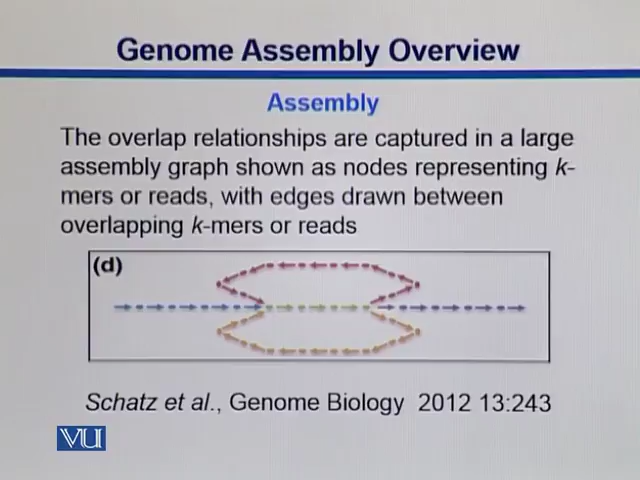 Genome Assembly Overview
Assembly
The overlap relationships are captured in a large
assembly graph shown as nodes representing k-
mers or reads, with edges drawn between
overlapping k-mers or reads
(d)
Schatz et al., Genome Biology 2012 13:243
VU